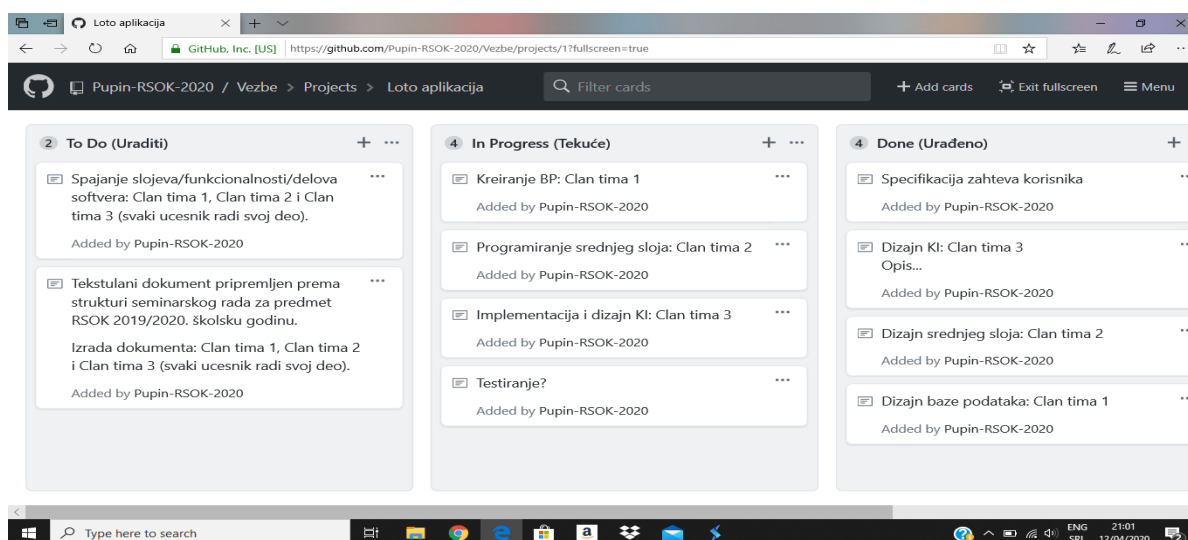 Loto aplikacija
GitHub, Inc. [US] https://github.com/Pupin-RSOK-2020/Vezbe/projects/1?fullscreen=true
Pupin-RSOK-2020 / Vezbe > Projects > Loto aplikacija
Filter cards
+ Add cards
Exit fullscreen
Menu
2 To Do (Uraditi)
Spajanje slojeva/funkcionalnosti/delova
softvera: Clan tima 1, Clan tima 2 i Clan
tima 3 (svaki ucesnik radi svoj deo).
Added by Pupin-RSOK-2020
Tekstulani dokument pripremljen prema
strukturi seminarskog rada za predmet
RSOK 2019/2020. školsku godinu.
Izrada dokumenta: Clan tima 1, Clan tima 2
i Clan tima 3 (svaki ucesnik radi svoj deo).
Added by Pupin-RSOK-2020
4 In Progress (Tekuće)
Kreiranje BP: Clan tima 1
Added by Pupin-RSOK-2020
Programiranje srednjeg sloja: Clan tima 2
Added by Pupin-RSOK-2020
Implementacija i dizajn KI: Clan tima 3
Added by Pupin-RSOK-2020
Testiranje?
Added by Pupin-RSOK-2020
4 Done (Urađeno)
Specifikacija zahteva korisnika
Added by Pupin-RSOK-2020
Dizajn KI: Clan tima 3
Opis...
Added by Pupin-RSOK-2020
Dizajn srednjeg sloja: Clan tima 2
Added by Pupin-RSOK-2020
Dizajn baze podataka: Clan tima 1
Added by Pupin-RSOK-2020
Type here to search
a
ENG
SRL
21:01
12/04/2020